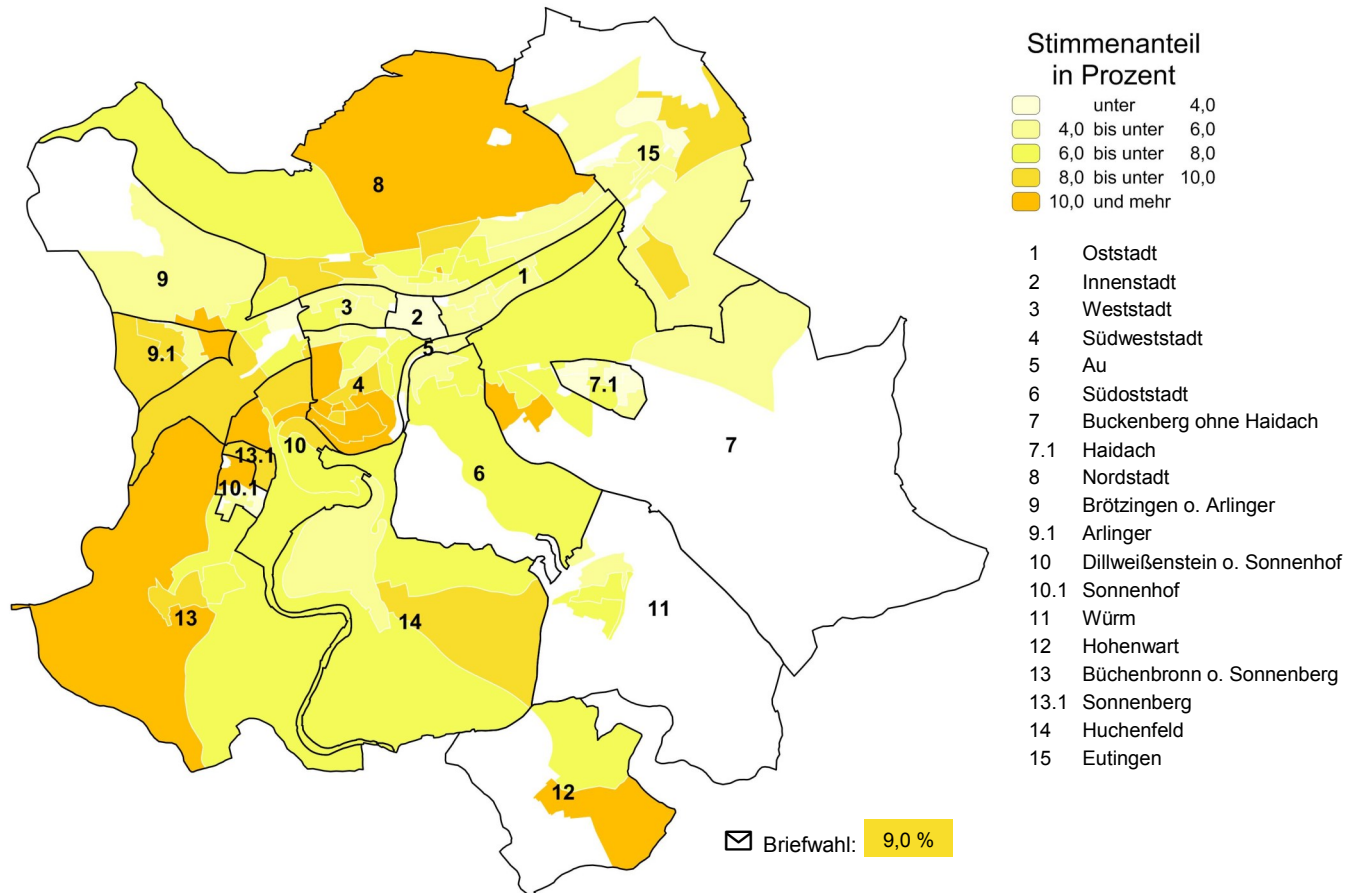 Stimmenanteil
in Prozent
unter 4,0
4,0 bis unter 6,0
6,0 bis unter 8,0
8,0 bis unter 10,0
10,0 und mehr
1 Oststadt
2 Innenstadt
3 Weststadt
4 Südweststadt
5 Au
6 Südoststadt
7 Buckenberg ohne Haidach
7.1 Haidach
8 Nordstadt
9 Brötzingen o. Arlinger
9.1 Arlinger
10 Dillweißenstein o. Sonnenhof
10.1 Sonnenhof
11 Würm
12 Hohenwart
13 Büchenbronn o. Sonnenberg
13.1 Sonnenberg
14 Huchenfeld
15 Eutingen
15
8
9
1
3
2
5
9.1
4
7.1
10
7
13.1
6
10.1
11
13
14
12
Briefwahl: 9,0 %